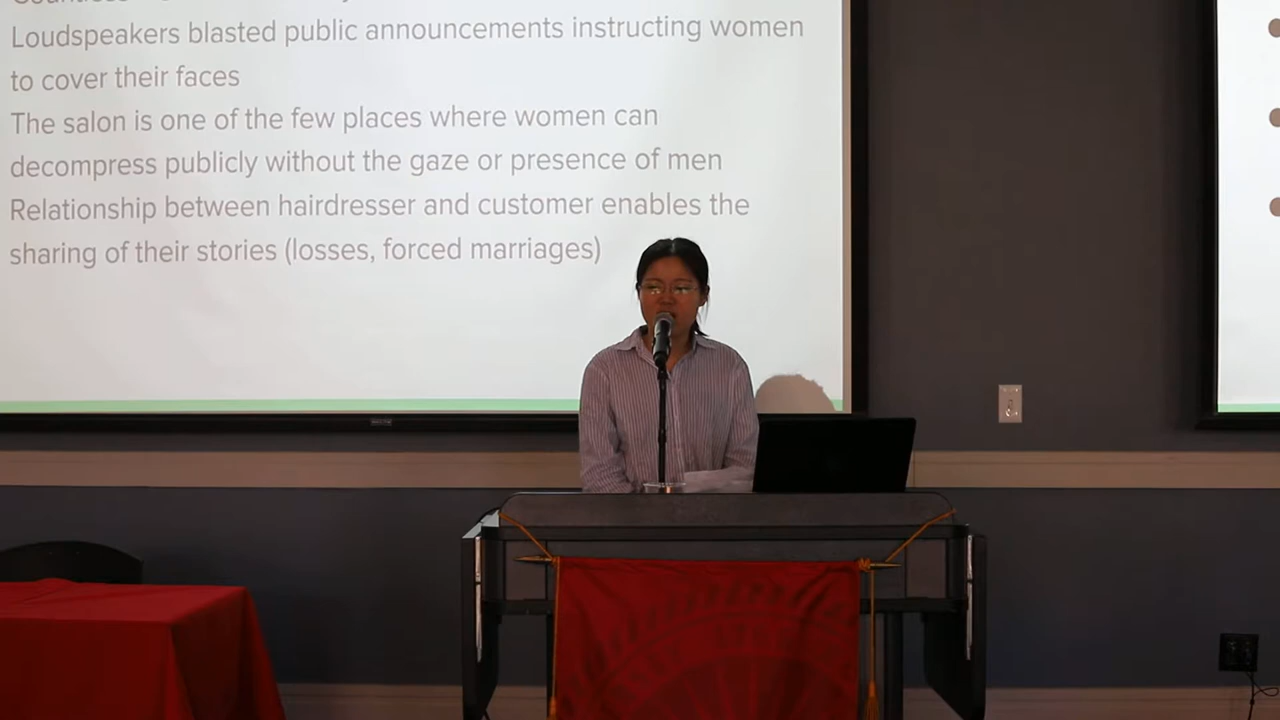 Loudspeakers blasted public announcements instructing women
to cover their faces
The salon is one of the few places where women can
decompress publicly without the gaze or presence of men
Relationship between hairdresser and customer enables the
sharing of their stories (losses, forced marriages)